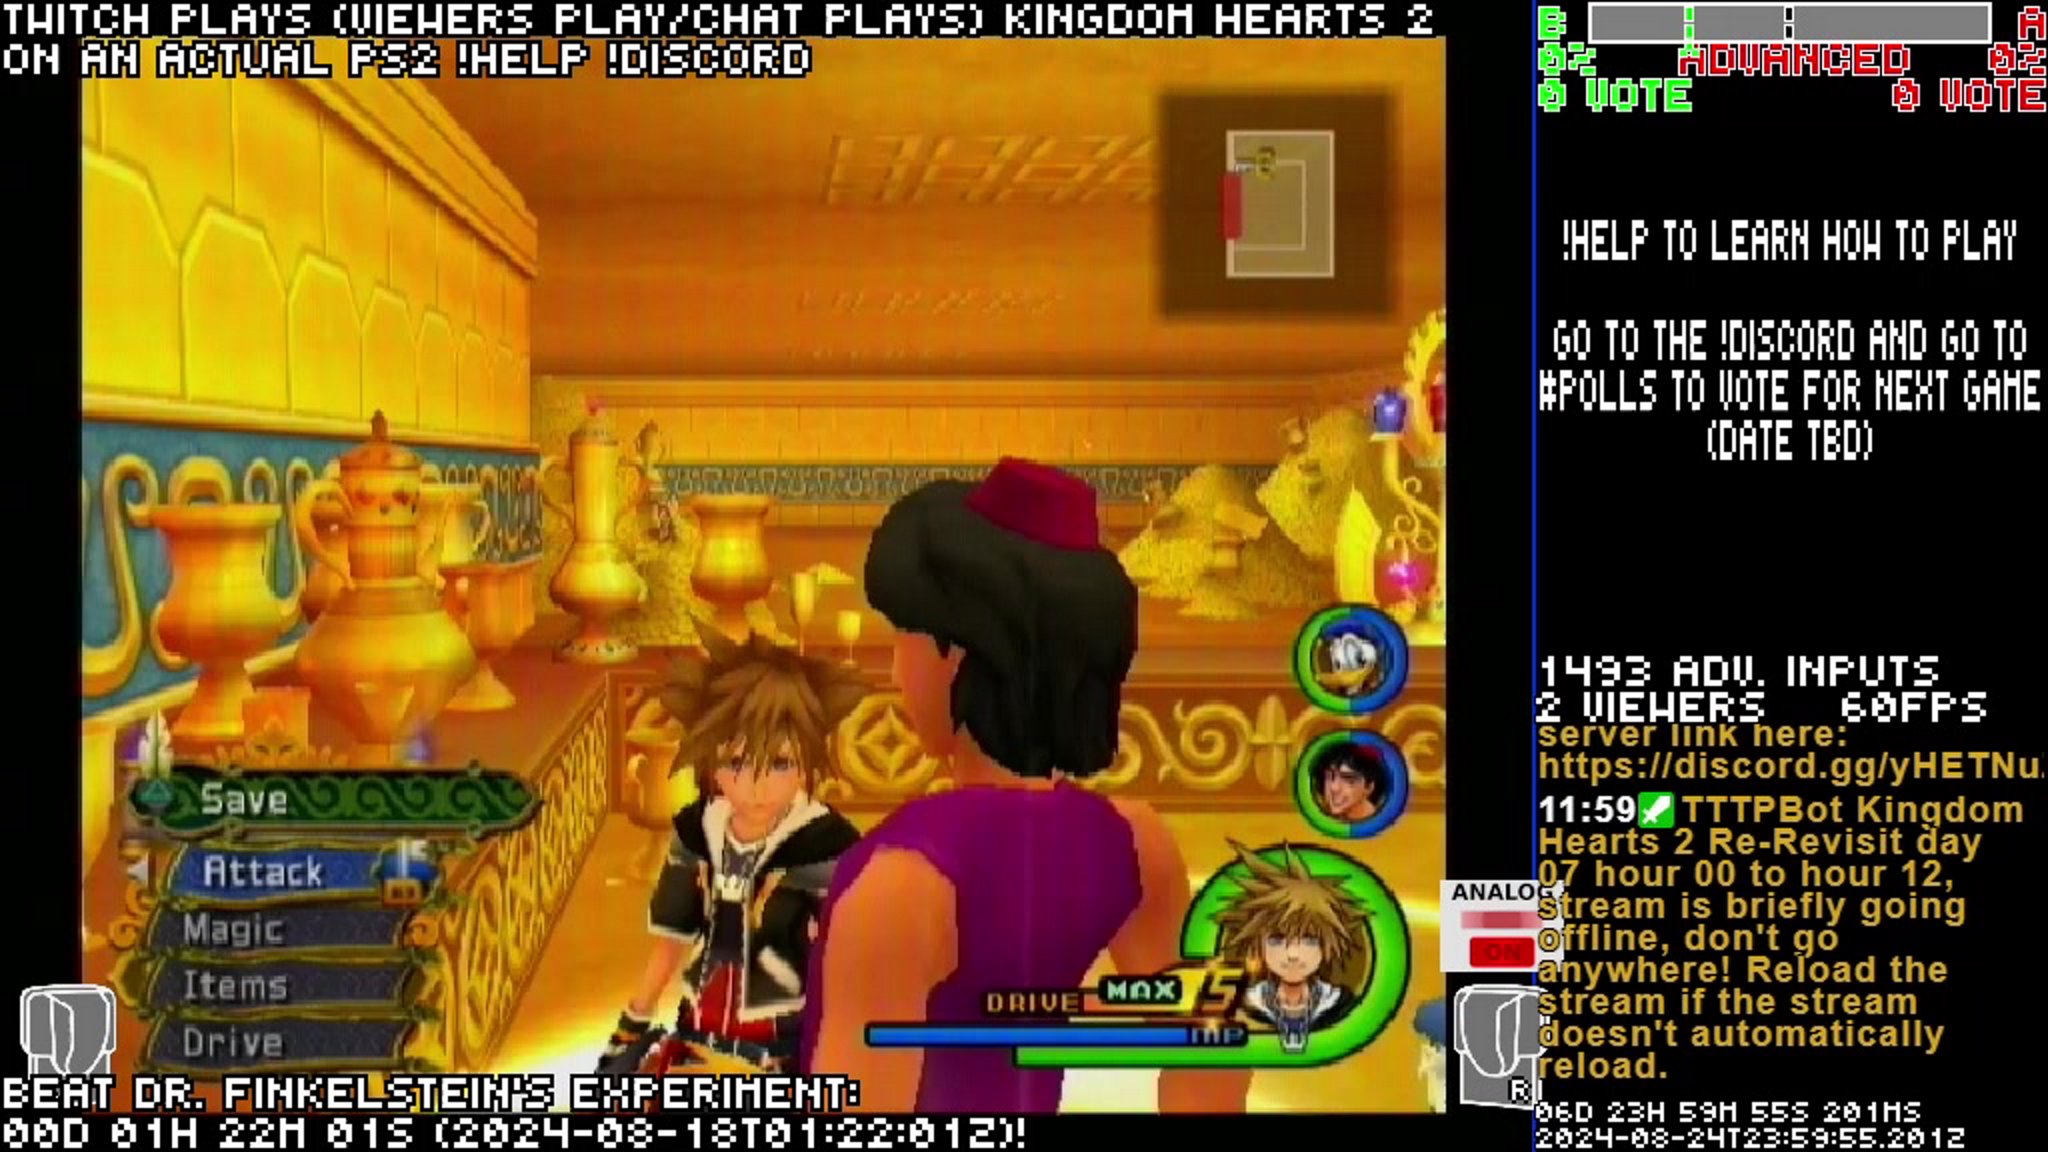 TWITCH PLAYS (VIEWERS PLAY/CHAT PLAYS) KINGDOM HEARTS 2
ON AN ACTUAL PS2 !HELP !DISCORD
B A
0% ADVANCED 0%
0 VOTE 0 VOTE
!HELP TO LEARN HOW TO PLAY
GO TO THE !DISCORD AND GO TO
#POLLS TO VOTE FOR NEXT GAME
(DATE TBD)
1493 ADV. INPUTS
2 VIEWERS 60FPS
server link here:
https://discord.gg/yHETNu
11:59 TTTPBot Kingdom
Hearts 2 Re-Revisit day
07 hour 00 to hour 12,
stream is briefly going
offline, don't go
anywhere! Reload the
stream if the stream
doesn't automatically
reload.
06D 23H 59M 55S 201MS
2024-08-24T23:59:55.201Z
Save
Attack
Magic
Items
Drive
DRIVE MAX 5
MP
ANALOG
ON
R1
BEAT DR. FINKELSTEIN'S EXPERIMENT:
00D 01H 22M 01S (2024-08-18T01:22:01Z)!